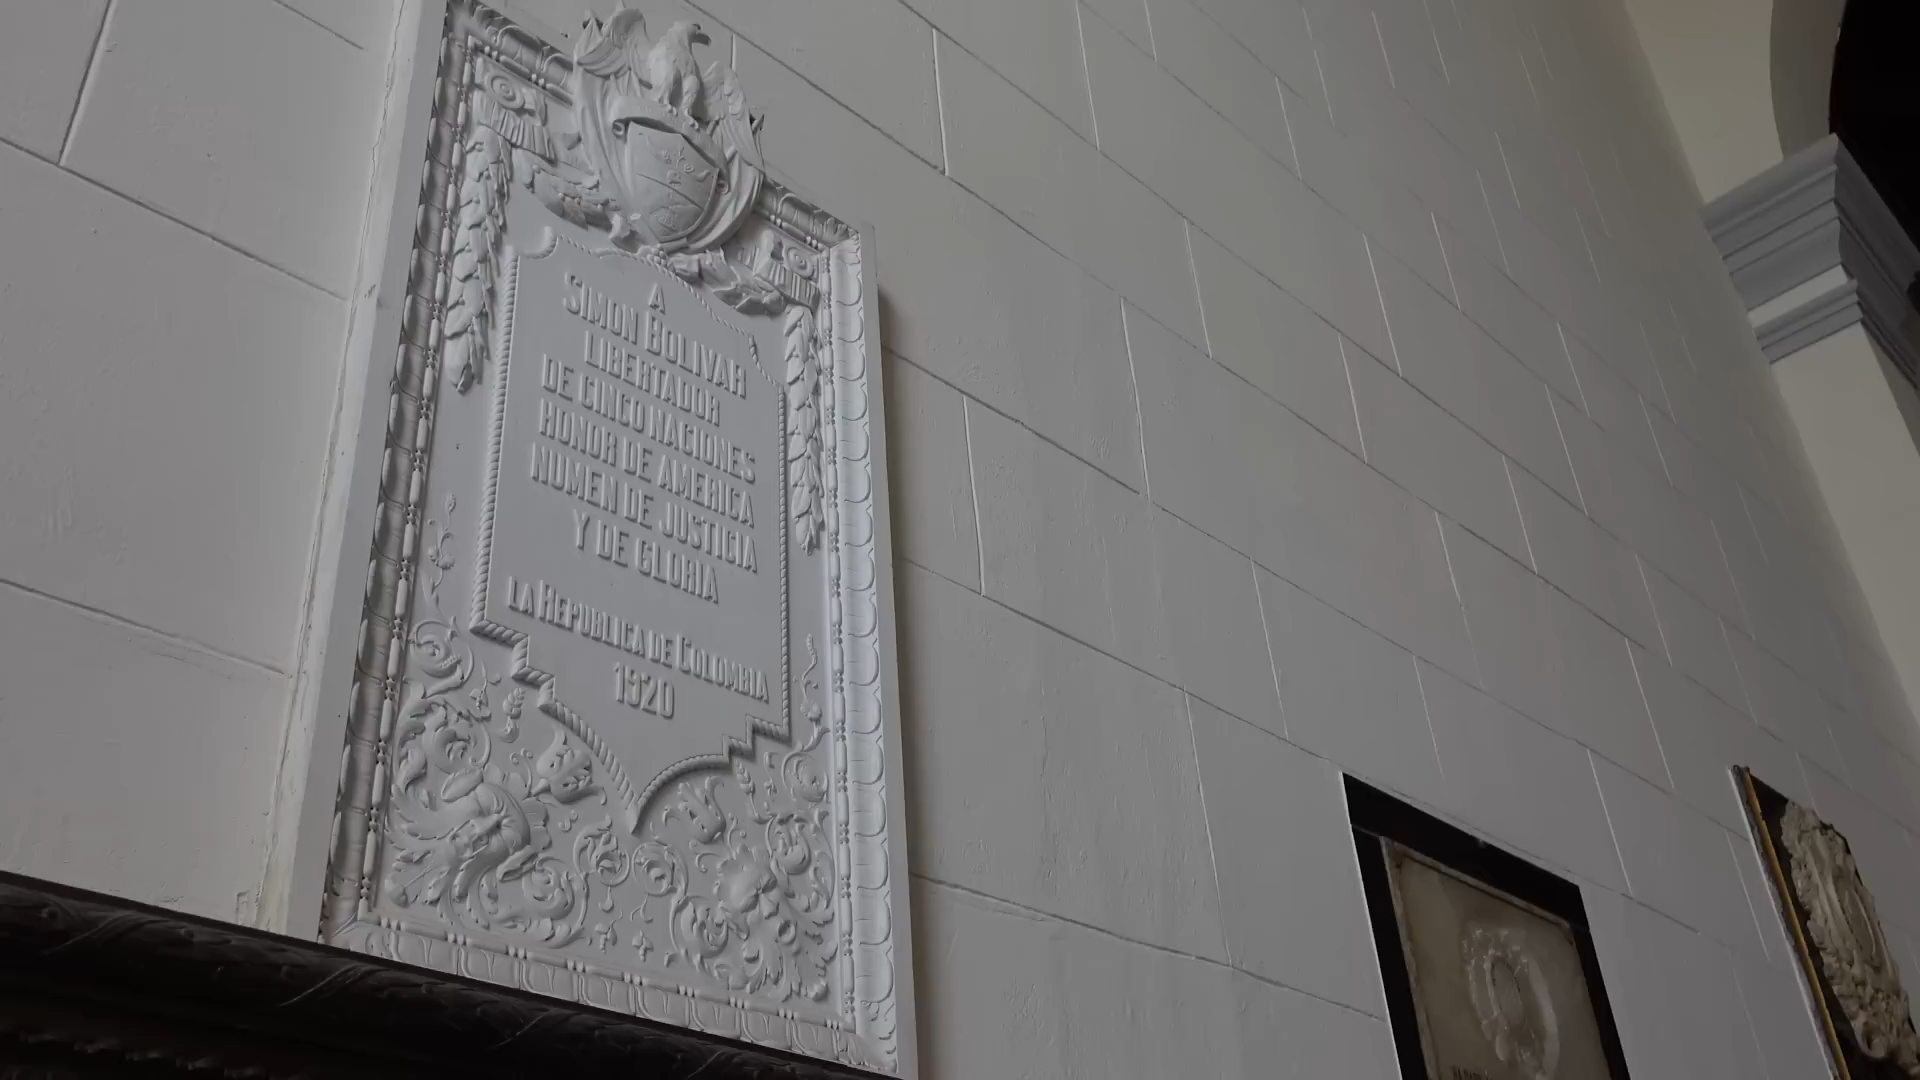 A
SIMON BOLIVAR
LIBERTADOR
DE CINCO NACIONES
HONOR DE AMERICA
NUMEN DE JUSTICIA
Y DE GLORIA
LA REPUBLICA DE COLOMBIA
1920